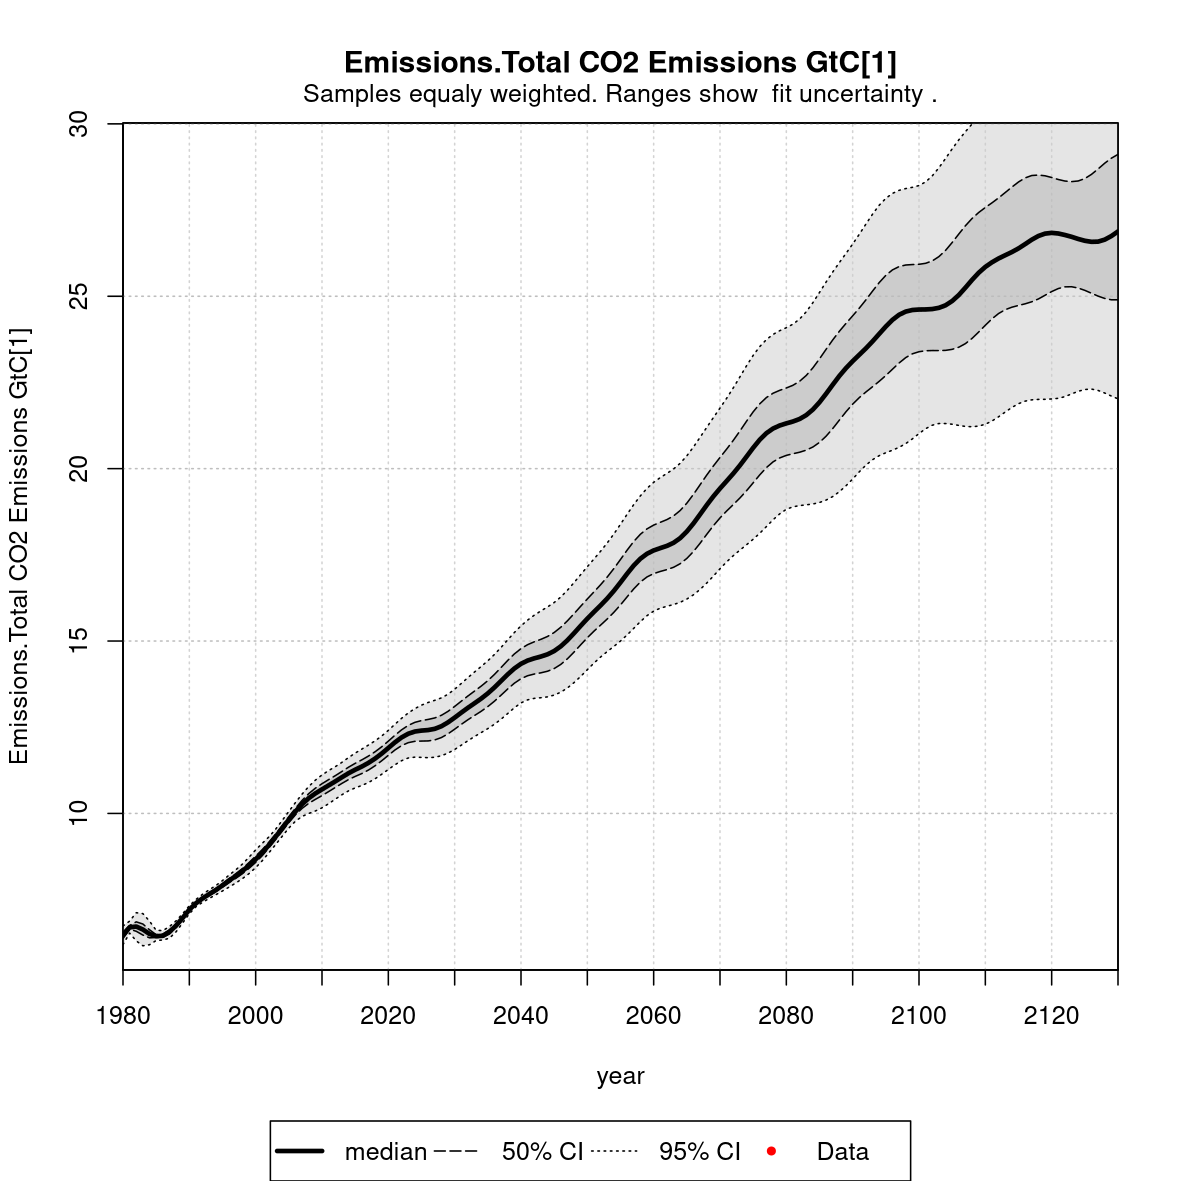 Emissions.Total CO2 Emissions GtC[1]
Samples equaly weighted. Ranges show  fit uncertainty .
Emissions.Total CO2 Emissions GtC[1]
30
25
20
15
10
1980 2000 2020 2040 2060 2080 2100 2120
year
median 50% CI 95% CI Data